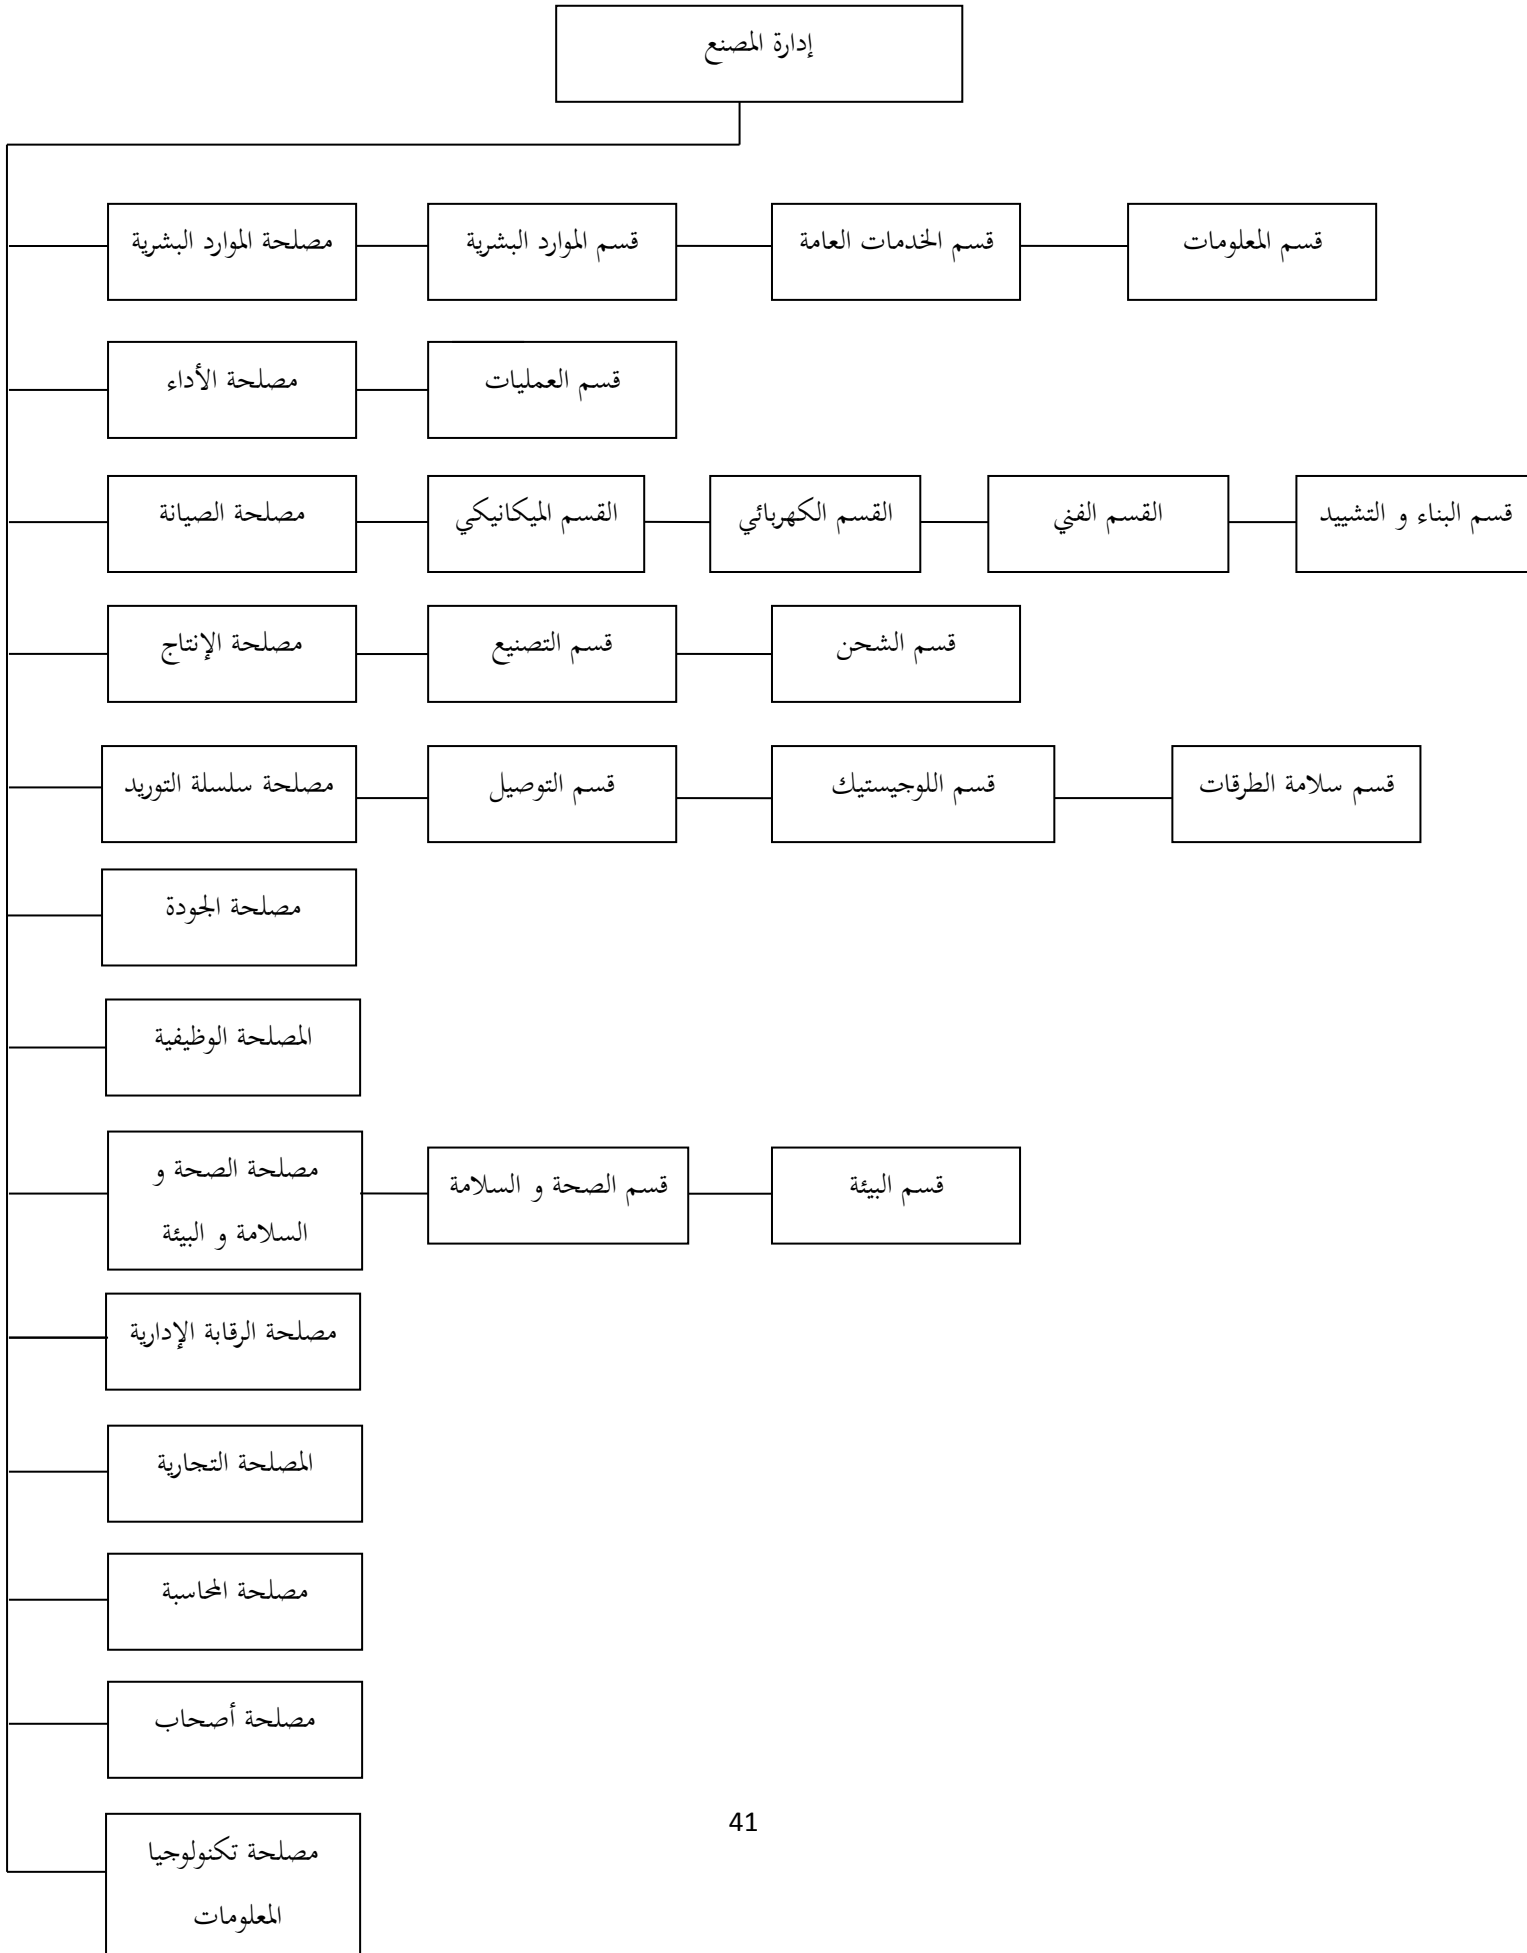 إدارة المصنع
مصلحة الموارد البشرية
قسم الموارد البشرية
قسم الخدمات العامة
قسم المعلومات
مصلحة الأداء
قسم العمليات
مصلحة الصيانة
القسم الميكانيكي
القسم الكهربائي
القسم الفني
قسم البناء و التشييد
مصلحة الإنتاج
قسم التصنيع
قسم الشحن
مصلحة سلسلة التوريد
قسم التوصيل
قسم اللوجيستيك
قسم سلامة الطرقات
مصلحة الجودة
المصلحة الوظيفية
مصلحة الصحة و
السلامة و البيئة
قسم الصحة و السلامة
قسم البيئة
مصلحة الرقابة الإدارية
المصلحة التجارية
مصلحة المحاسبة
مصلحة أصحاب
41
مصلحة تكنولوجيا
المعلومات